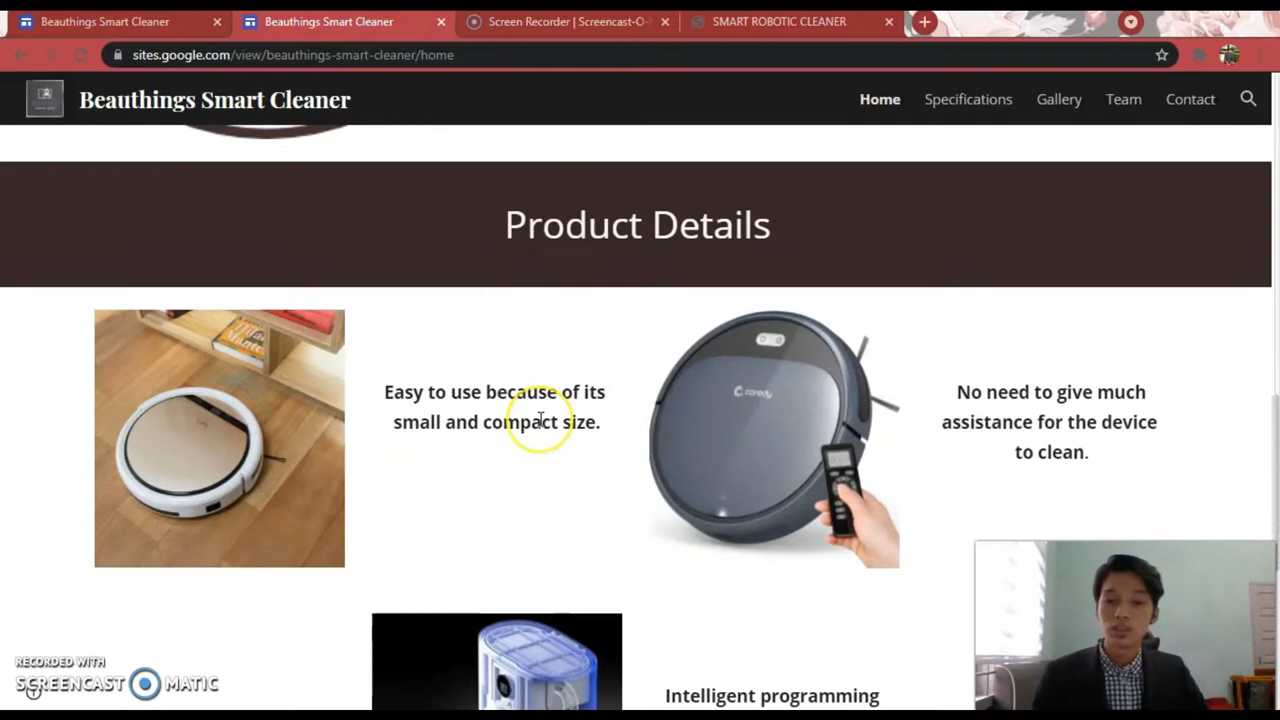 Beauthings Smart Cleaner
Beauthings Smart Cleaner
Screen Recorder | Screencast-O-
SMART ROBOTIC CLEANER
sites.google.com/view/beauthings-smart-cleaner/home
Beauthings Smart Cleaner
Home
Specifications
Gallery
Team
Contact
Product Details
Easy to use because of its
small and compact size.
coredy
No need to give much
assistance for the device
to clean.
Intelligent programming
RECORDED WITH
SCREENCAST MATIC